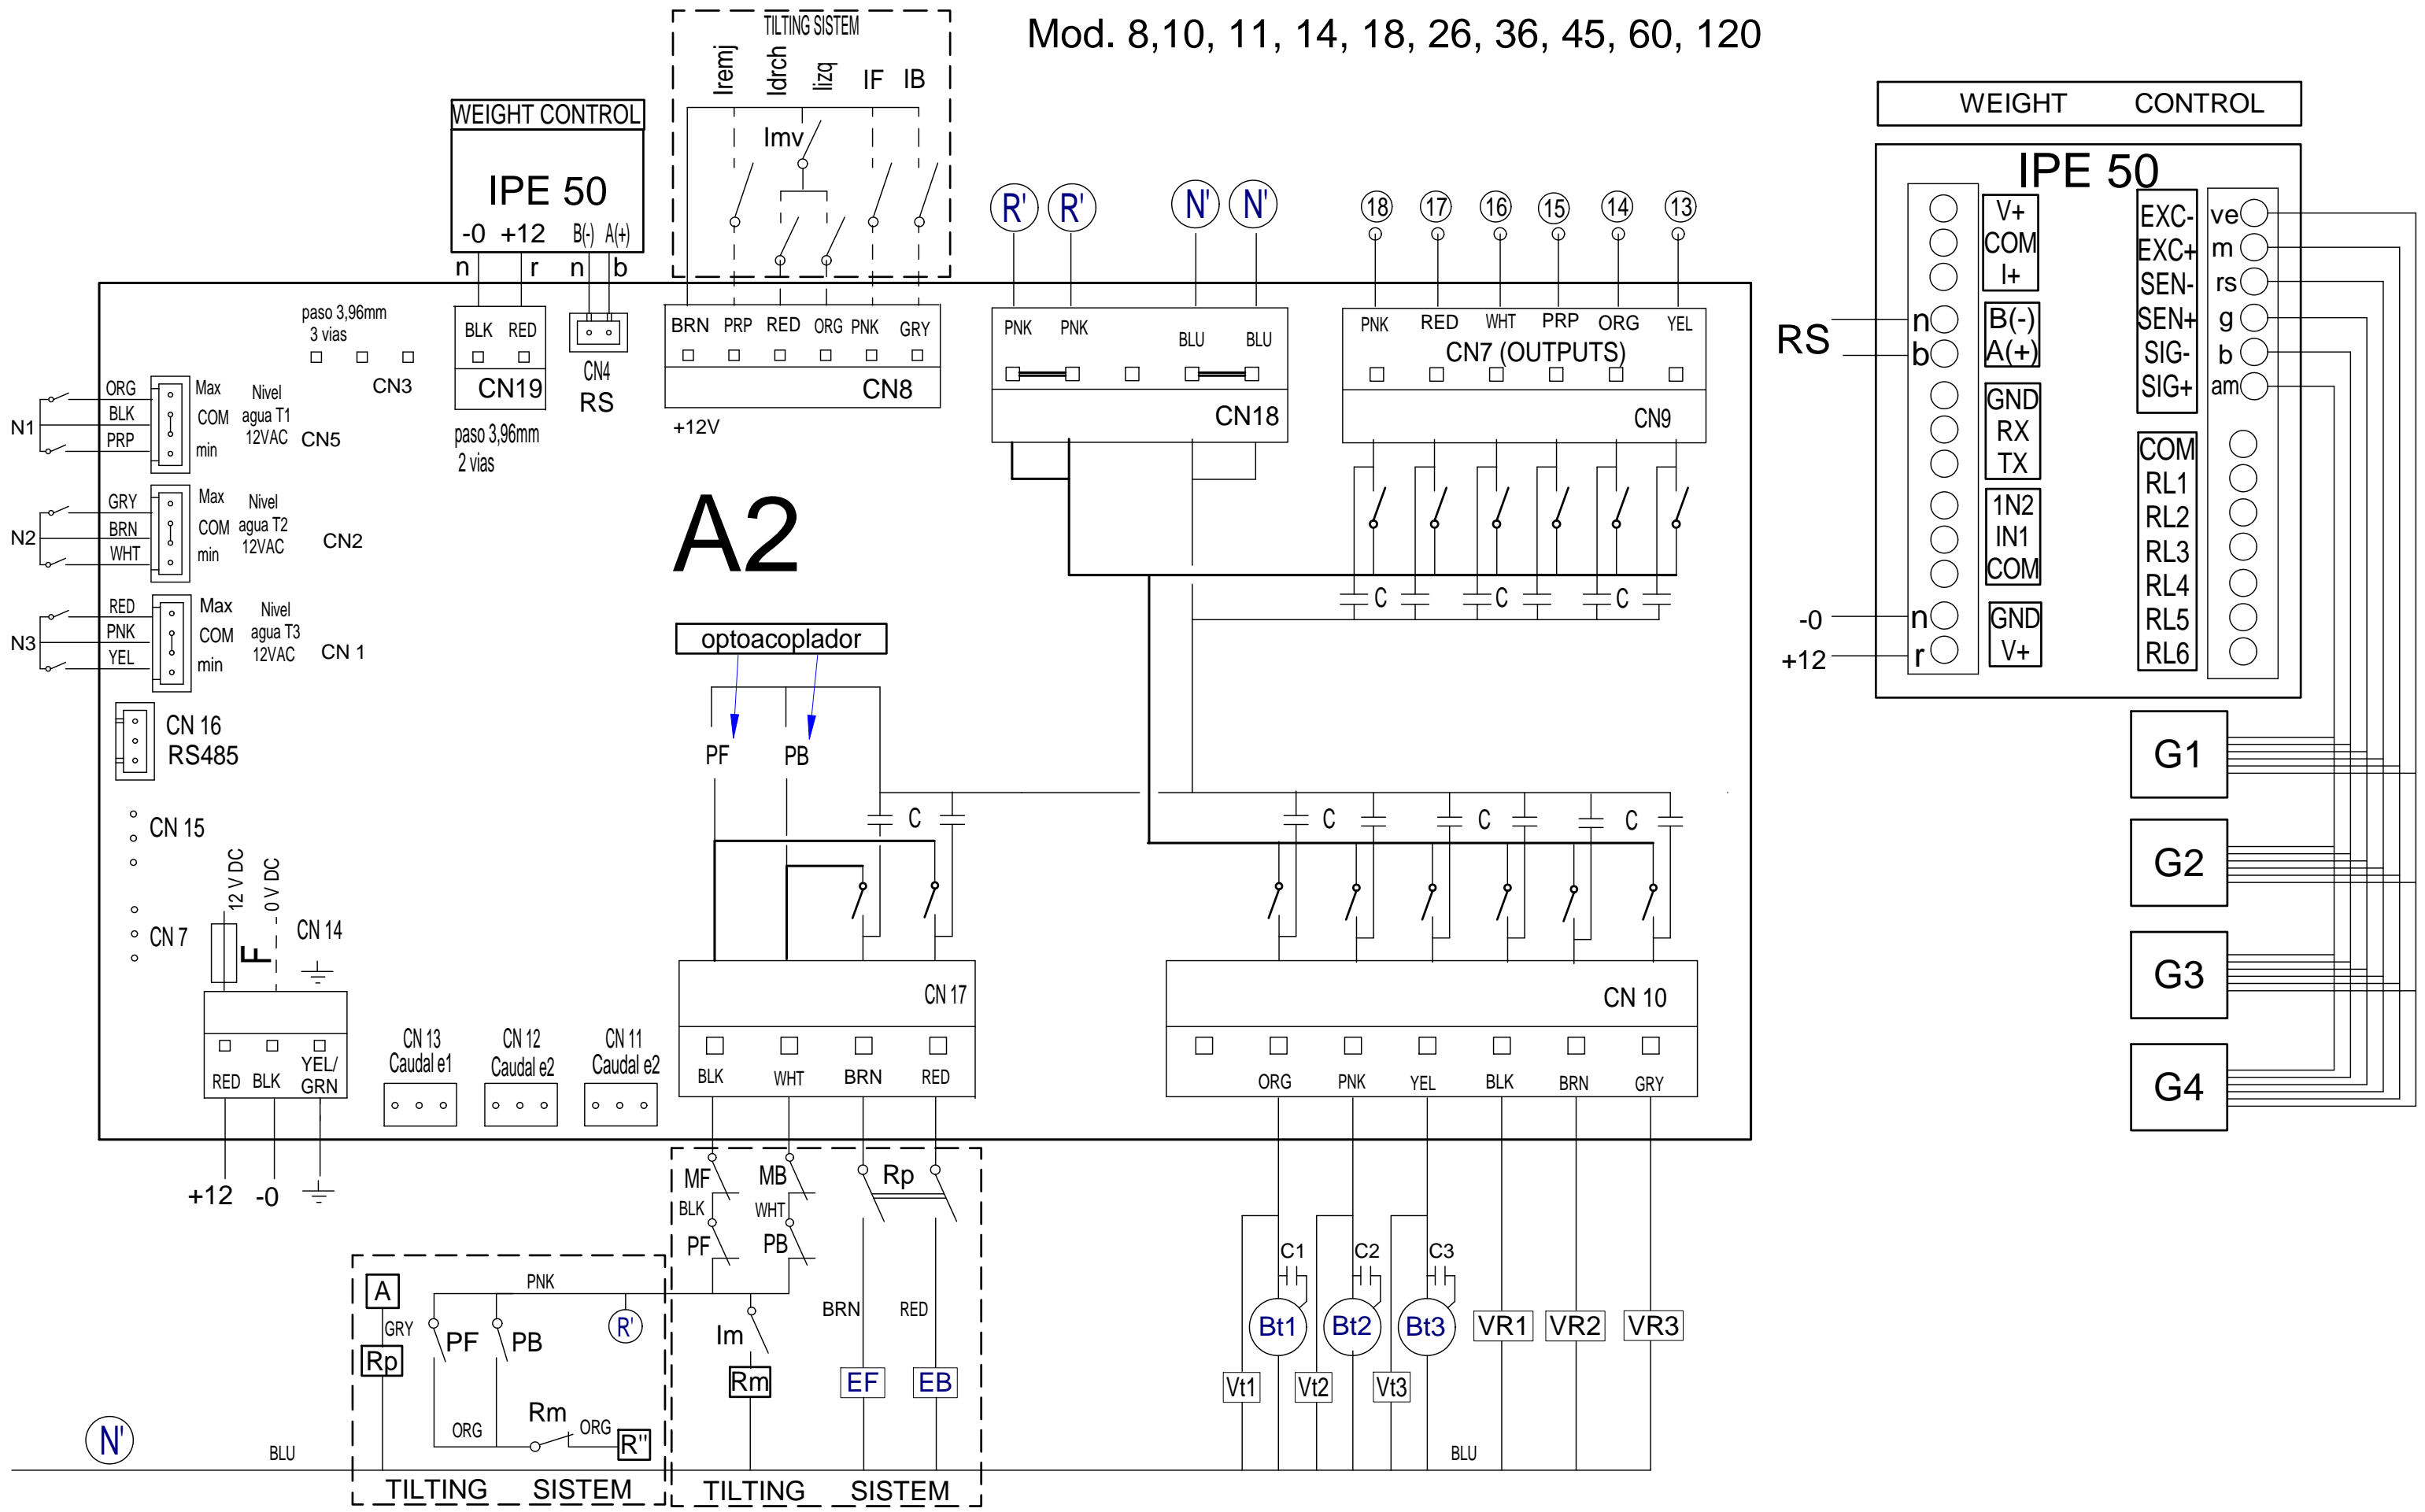 Mod. 8,10, 11, 14, 18, 26, 36, 45, 60, 120
TILTING SISTEM
Iremj
Idrch
Iizq
IF
IB
Imv
WEIGHT CONTROL
IPE 50
-0 +12 B(-) A(+)
n r n b
WEIGHT CONTROL
IPE 50
V+
COM
I+
B(-)
A(+)
GND
RX
TX
1N2
IN1
COM
GND
V+
EXC-
EXC+
SEN-
SEN+
SIG-
SIG+
COM
RL1
RL2
RL3
RL4
RL5
RL6
ve
m
rs
g
b
am
RS
n
b
-0
n
+12
r
G1
G2
G3
G4
R' R' N' N'
18 17 16 15 14 13
paso 3,96mm
3 vias
CN3
BLK RED
CN19
paso 3,96mm
2 vias
CN4
RS
BRN PRP RED ORG PNK GRY
CN8
+12V
PNK PNK BLU BLU
CN18
PNK RED WHT PRP ORG YEL
CN7 (OUTPUTS)
CN9
C C C
N1
ORG
BLK
PRP
Max
COM
min
Nivel
agua T1
12VAC
CN5
N2
GRY
BRN
WHT
Max
COM
min
Nivel
agua T2
12VAC
CN2
N3
RED
PNK
YEL
Max
COM
min
Nivel
agua T3
12VAC
CN 1
A2
optoacoplador
PF PB
C
C C C
CN 16
RS485
CN 15
CN 7
12 V DC
0 V DC
F
CN 14
RED BLK YEL/
GRN
+12 -0
CN 13
Caudal e1
CN 12
Caudal e2
CN 11
Caudal e2
CN 17
BLK WHT BRN RED
CN 10
ORG PNK YEL BLK BRN GRY
MF MB Rp
BLK WHT
PF PB
BRN RED
Im
Rm EF EB
TILTING SISTEM
A
GRY
Rp
PNK
PF PB R'
ORG Rm ORG R"
TILTING SISTEM
N'
BLU
C1 C2 C3
Bt1 Bt2 Bt3 VR1 VR2 VR3
Vt1 Vt2 Vt3
BLU